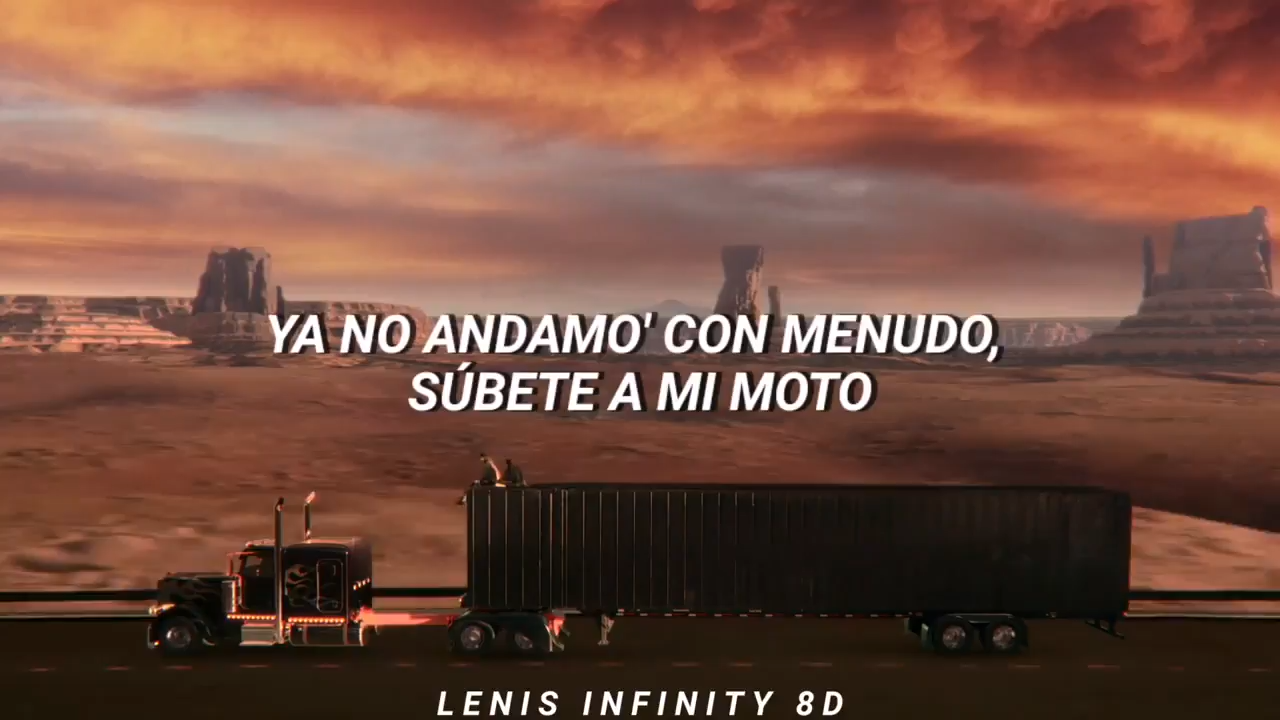 YA NO ANDAMO' CON MENUDO,
SÚBETE A MI MOTO
LENIS INFINITY 8D